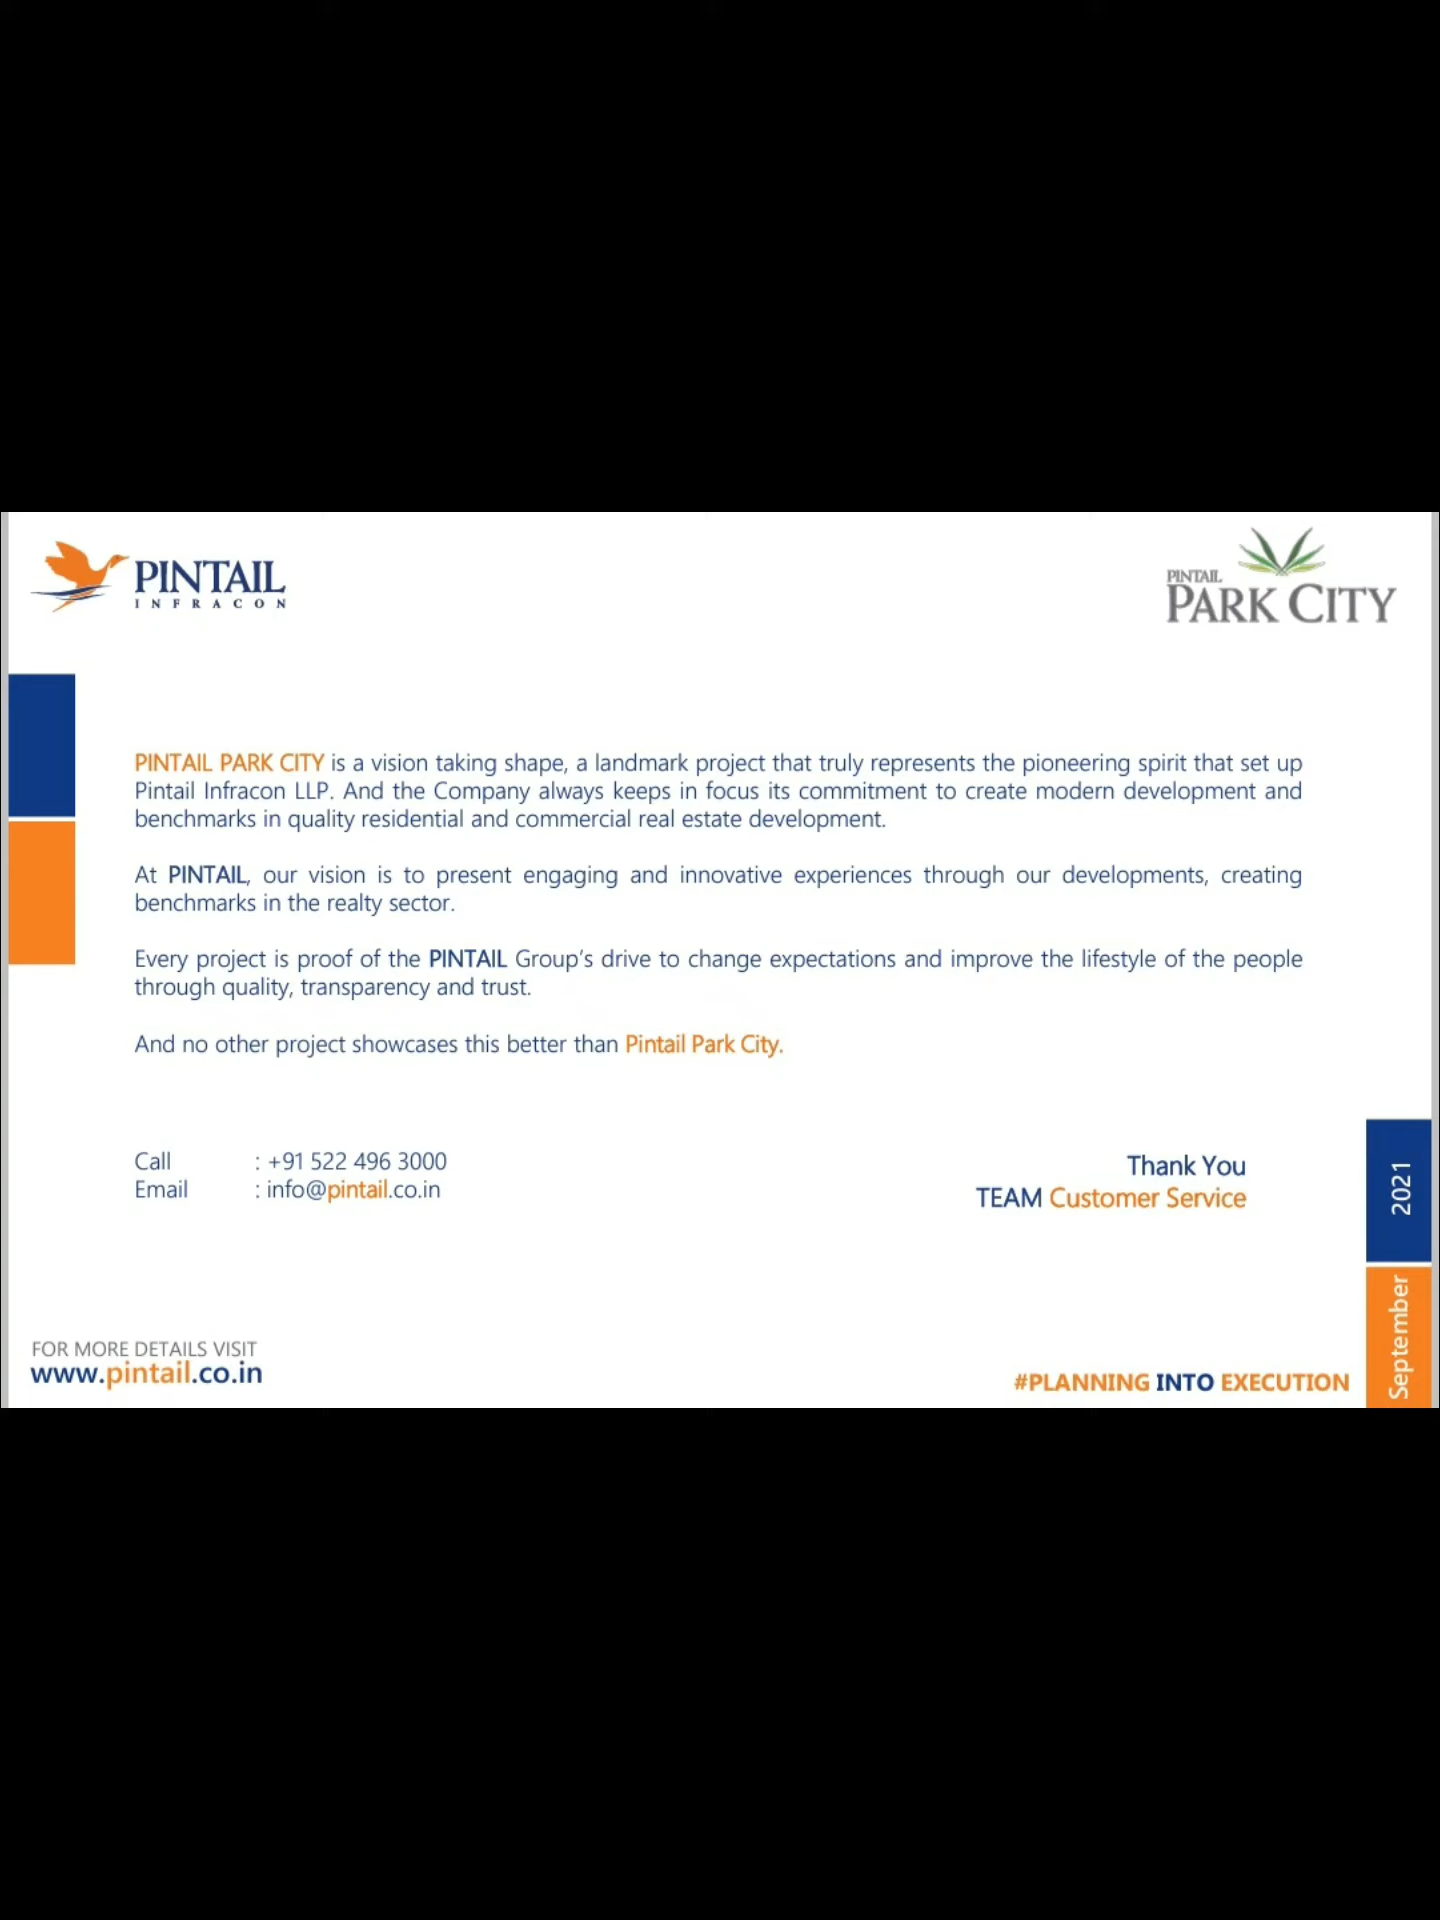 PINTAIL
INFRACON
PINTAIL
PARK CITY
PINTAIL PARK CITY is a vision taking shape, a landmark project that truly represents the pioneering spirit that set up
Pintail Infracon LLP. And the Company always keeps in focus its commitment to create modern development and
benchmarks in quality residential and commercial real estate development.
At PINTAIL, our vision is to present engaging and innovative experiences through our developments, creating
benchmarks in the realty sector.
Every project is proof of the PINTAIL Group's drive to change expectations and improve the lifestyle of the people
through quality, transparency and trust.
And no other project showcases this better than Pintail Park City.
Call : +91 522 496 3000
Email : info@pintail.co.in
Thank You
TEAM Customer Service
2021
September
FOR MORE DETAILS VISIT
www.pintail.co.in
#PLANNING INTO EXECUTION